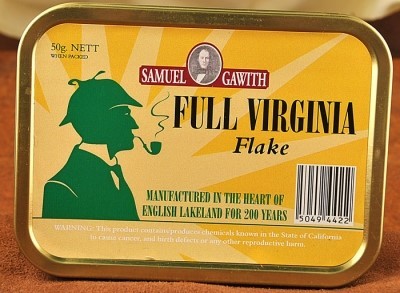 50g. NETT
WHEN PACKED
SAMUEL GAWITH
FULL VIRGINIA
Flake
MANUFACTURED IN THE HEART OF
ENGLISH LAKELAND FOR 200 YEARS
5049 4422
WARNING: This product contains/produces chemicals known in the State of California
to cause cancer, and birth defects or any other reproductive harm.